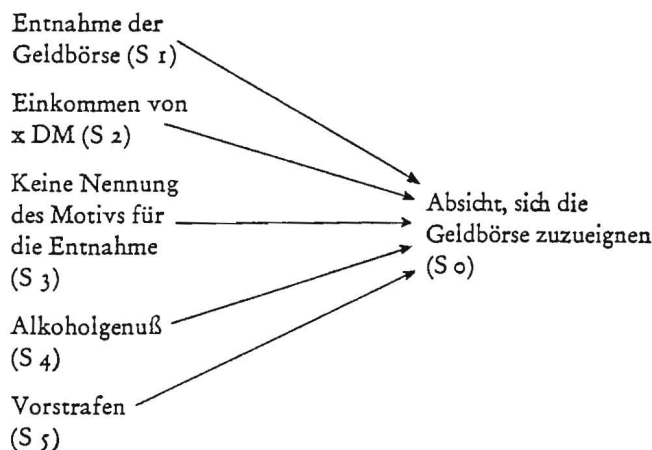 Entnahme der
Geldbörse (S 1)
Einkommen von
x DM (S 2)
Keine Nennung
des Motivs für
die Entnahme
(S 3)
Alkoholgenuß
(S 4)
Vorstrafen
(S 5)
Absicht, sich die
Geldbörse zuzueignen
(S 0)